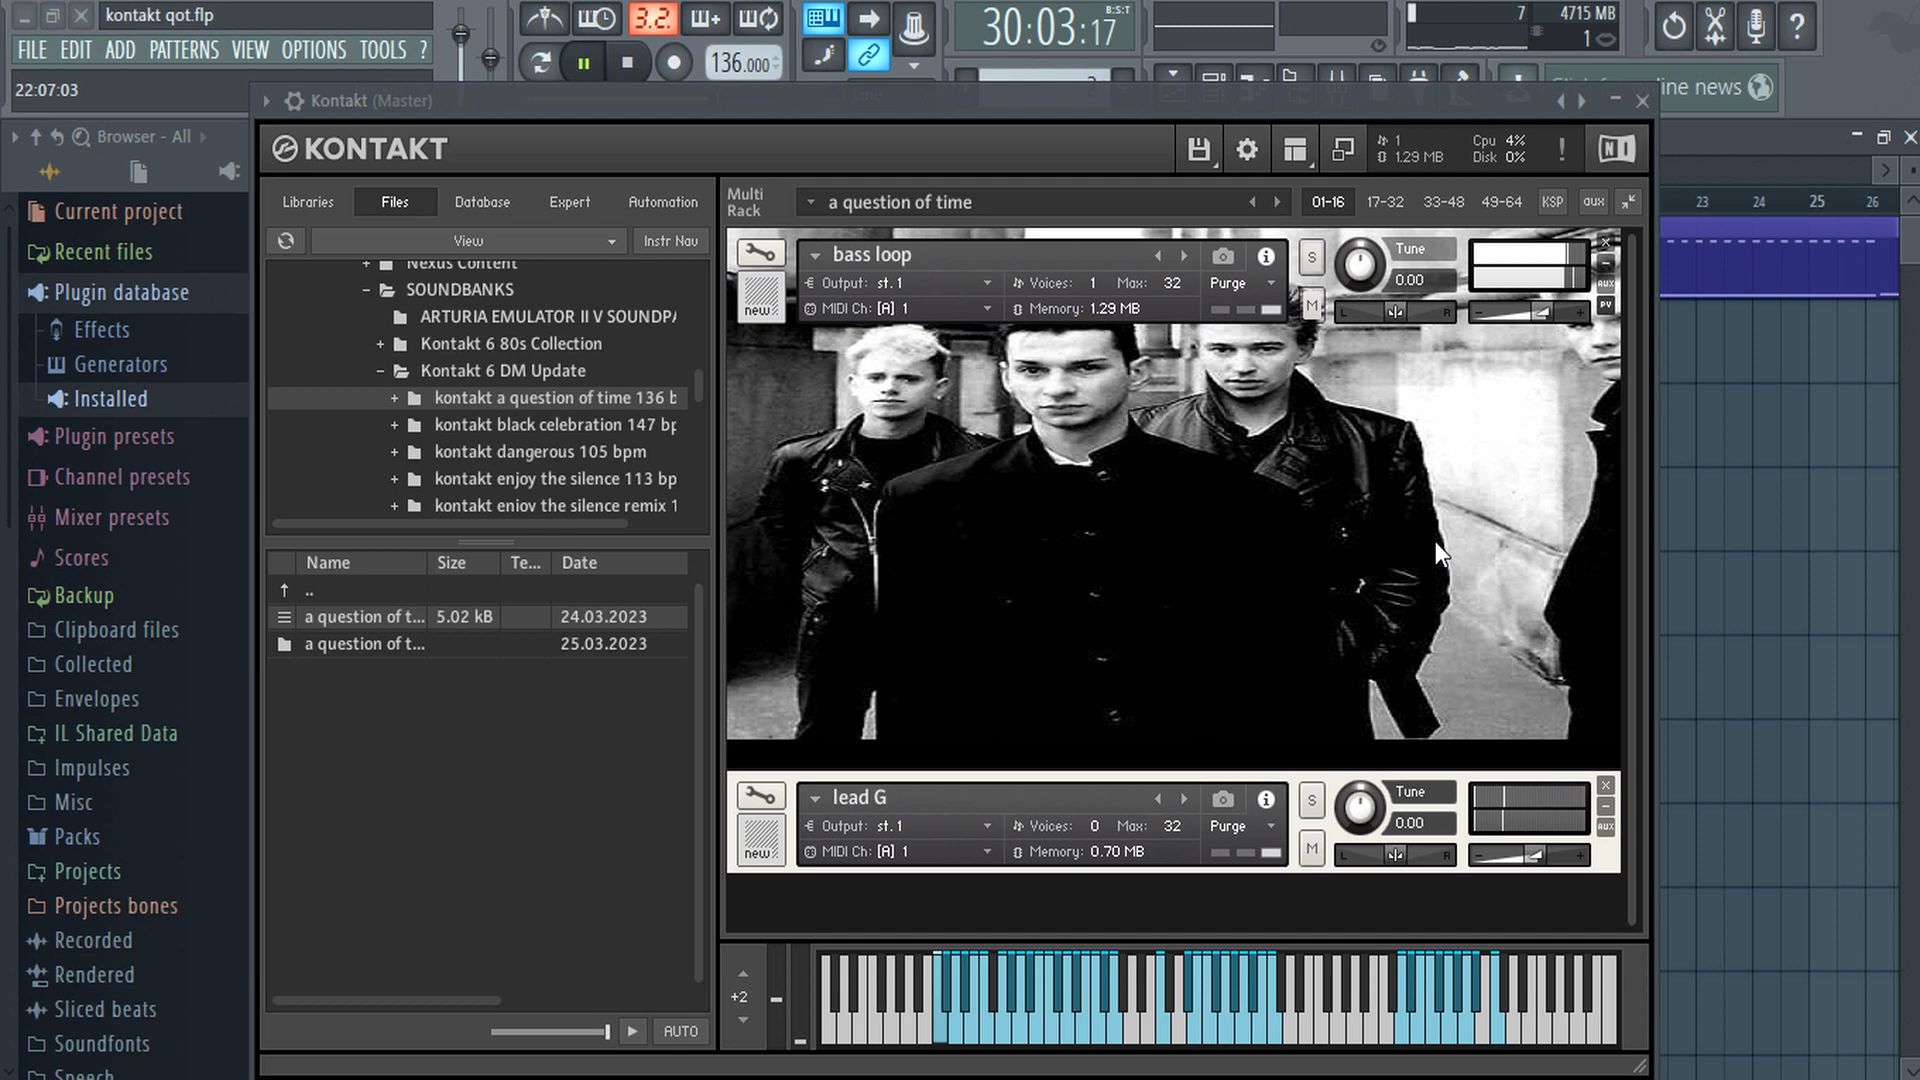 kontakt qot.flp
FILE EDIT ADD PATTERNS VIEW OPTIONS TOOLS ?
22:07:03
3.2
136.000
30:03:17
B:S:T
7
4715 MB
1
line news
Kontakt (Master)
Browser - All
Current project
Recent files
Plugin database
Effects
Generators
Installed
Plugin presets
Channel presets
Mixer presets
Scores
Backup
Clipboard files
Collected
Envelopes
IL Shared Data
Impulses
Misc
Packs
Projects
Projects bones
Recorded
Rendered
Sliced beats
Soundfonts
Speech
KONTAKT
1
1.29 MB
Cpu 4%
Disk 0%
!
NI
Libraries Files Database Expert Automation
View
Instr Nav
Nexus Content
SOUNDBANKS
ARTURIA EMULATOR II V SOUNDPA
Kontakt 6 80s Collection
Kontakt 6 DM Update
kontakt a question of time 136 b
kontakt black celebration 147 bp
kontakt dangerous 105 bpm
kontakt enjoy the silence 113 bp
kontakt enjoy the silence remix 1
Name Size Te... Date
..
a question of t... 5.02 kB 24.03.2023
a question of t... 25.03.2023
AUTO
Multi
Rack
a question of time
01-16 17-32 33-48 49-64 KSP aux
bass loop
Output: st. 1 Voices: 1 Max: 32 Purge
MIDI Ch: [A] 1 Memory: 1.29 MB
new%
S
M
Tune
0.00
L R
- +
AUX
PV
lead G
Output: st. 1 Voices: 0 Max: 32 Purge
MIDI Ch: [A] 1 Memory: 0.70 MB
new%
S
M
Tune
0.00
L R
- +
AUX
+2
23 24 25 26